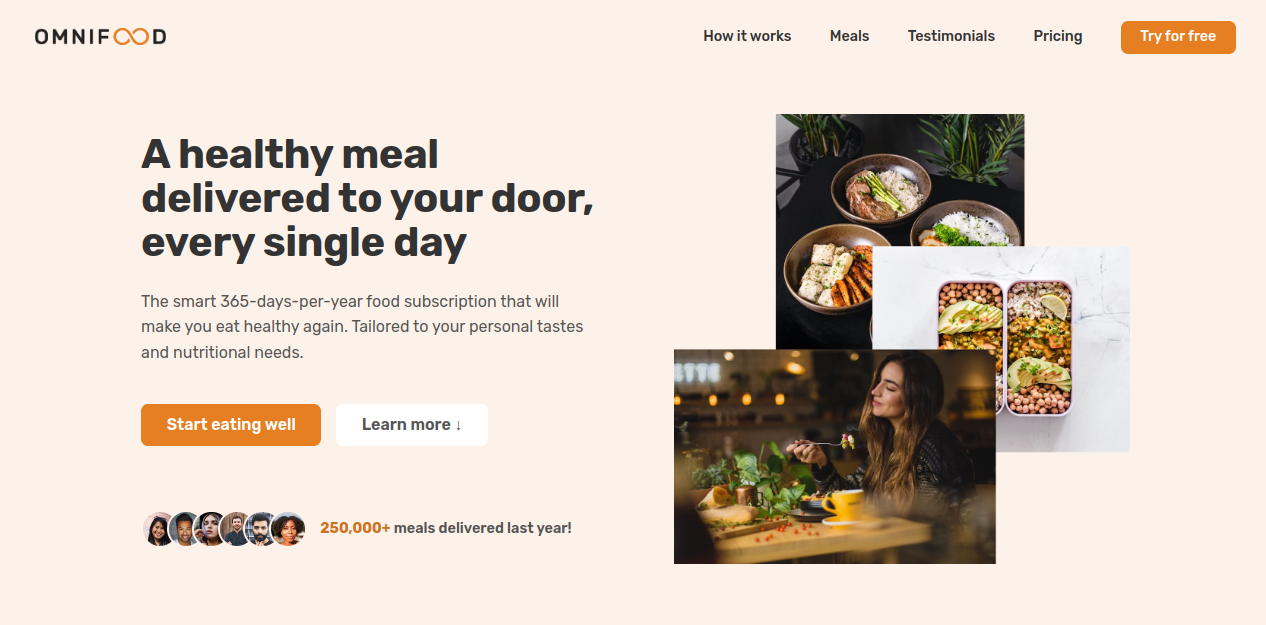 OMNIFOOD
How it works
Meals
Testimonials
Pricing
Try for free
A healthy meal
delivered to your door,
every single day
The smart 365-days-per-year food subscription that will
make you eat healthy again. Tailored to your personal tastes
and nutritional needs.
Start eating well
Learn more ↓
250,000+ meals delivered last year!